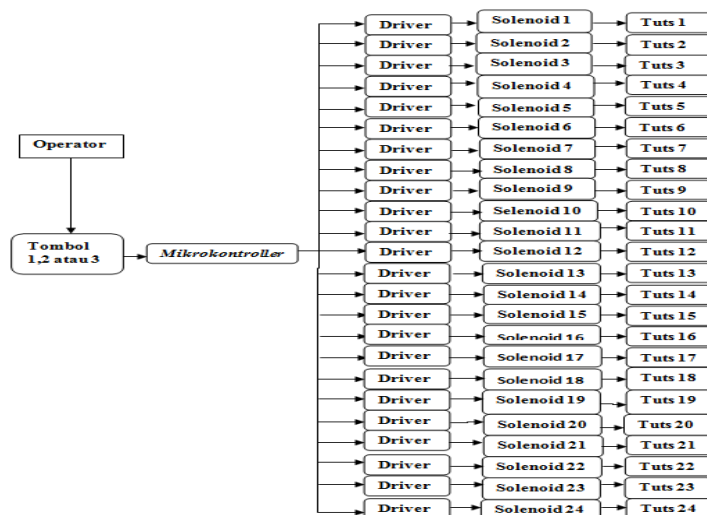 Operator
Tombol
1,2 atau 3
Mikrokontroller
Driver Solenoid 1 Tuts 1
Driver Solenoid 2 Tuts 2
Driver Solenoid 3 Tuts 3
Driver Solenoid 4 Tuts 4
Driver Solenoid 5 Tuts 5
Driver Solenoid 6 Tuts 6
Driver Solenoid 7 Tuts 7
Driver Solenoid 8 Tuts 8
Driver Solenoid 9 Tuts 9
Driver Selenoid 10 Tuts 10
Driver Solenoid 11 Tuts 11
Driver Solenoid 12 Tuts 12
Driver Solenoid 13 Tuts 13
Driver Solenoid 14 Tuts 14
Driver Solenoid 15 Tuts 15
Driver Solenoid 16 Tuts 16
Driver Solenoid 17 Tuts 17
Driver Solenoid 18 Tuts 18
Driver Solenoid 19 Tuts 19
Driver Solenoid 20 Tuts 20
Driver Solenoid 21 Tuts 21
Driver Solenoid 22 Tuts 22
Driver Solenoid 23 Tuts 23
Driver Solenoid 24 Tuts 24